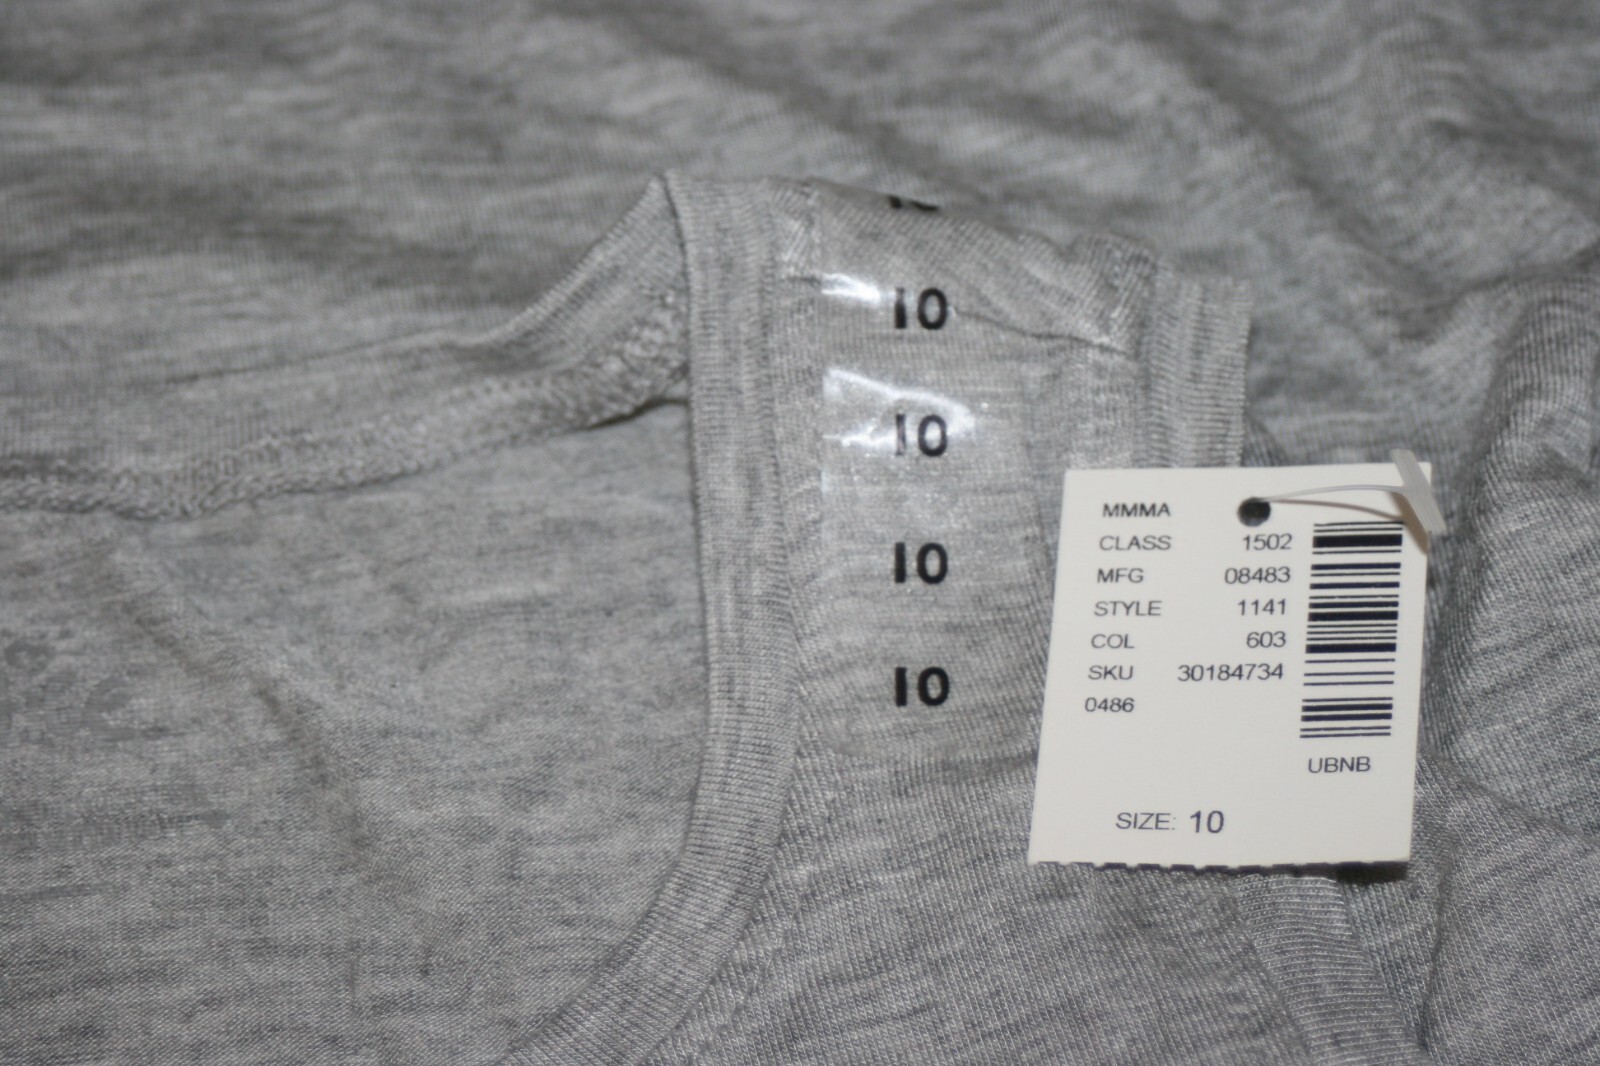 10
10
10
10
MMMA
CLASS 1502
MFG 08483
STYLE 1141
COL 603
SKU 30184734
0486
UBNB
SIZE: 10